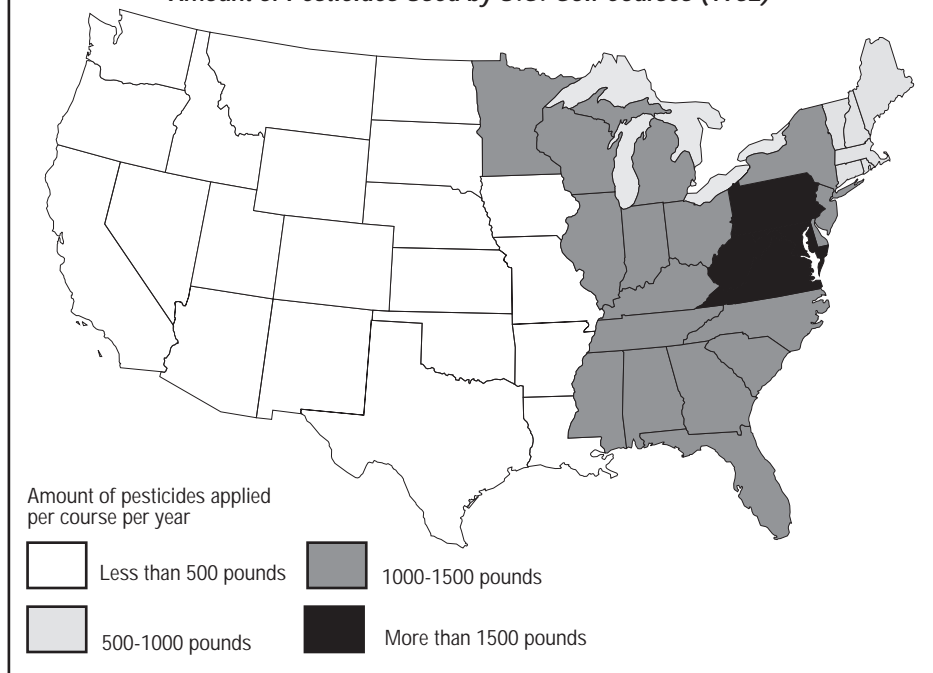 Amount of Pesticides Used by U.S. Golf Courses (1982)
Amount of pesticides applied
per course per year
Less than 500 pounds
1000-1500 pounds
500-1000 pounds
More than 1500 pounds